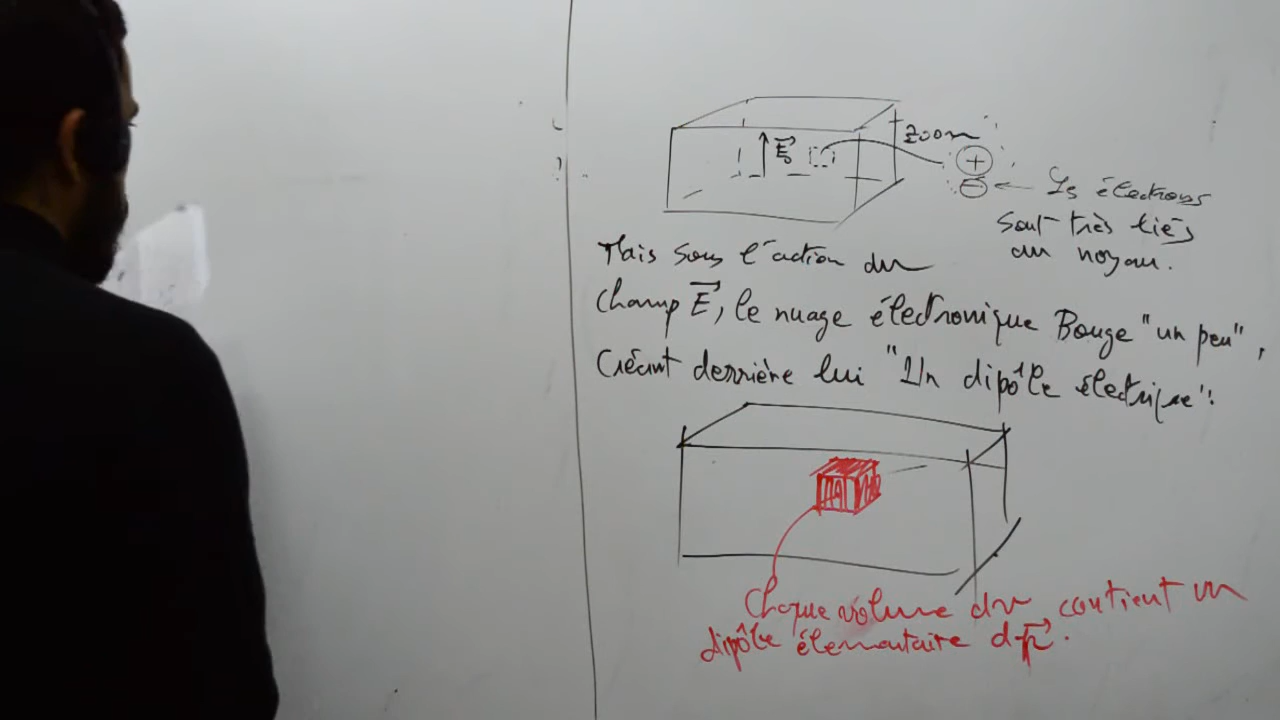 Zoom
E₀
+
−
Les électrons
sont très liés
au noyau.
Mais sous l'action du
champ E, le nuage électronique Bouge "un peu",
Créant derrière lui "Un dipôle électrique":
Chaque volume dv contient un
dipôle élementaire dp.